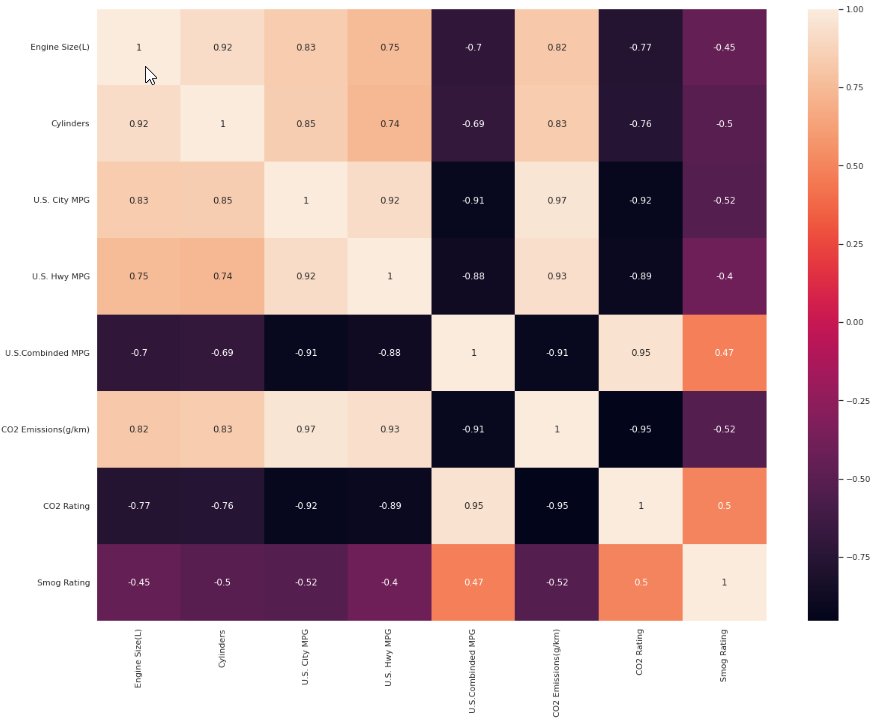 Engine Size(L) 1 0.92 0.83 0.75 -0.7 0.82 -0.77 -0.45
Cylinders 0.92 1 0.85 0.74 -0.69 0.83 -0.76 -0.5
U.S. City MPG 0.83 0.85 1 0.92 -0.91 0.97 -0.92 -0.52
U.S. Hwy MPG 0.75 0.74 0.92 1 -0.88 0.93 -0.89 -0.4
U.S.Combinded MPG -0.7 -0.69 -0.91 -0.88 1 -0.91 0.95 0.47
CO2 Emissions(g/km) 0.82 0.83 0.97 0.93 -0.91 1 -0.95 -0.52
CO2 Rating -0.77 -0.76 -0.92 -0.89 0.95 -0.95 1 0.5
Smog Rating -0.45 -0.5 -0.52 -0.4 0.47 -0.52 0.5 1
Engine Size(L)
Cylinders
U.S. City MPG
U.S. Hwy MPG
U.S.Combinded MPG
CO2 Emissions(g/km)
CO2 Rating
Smog Rating
1.00
0.75
0.50
0.25
0.00
−0.25
−0.50
−0.75